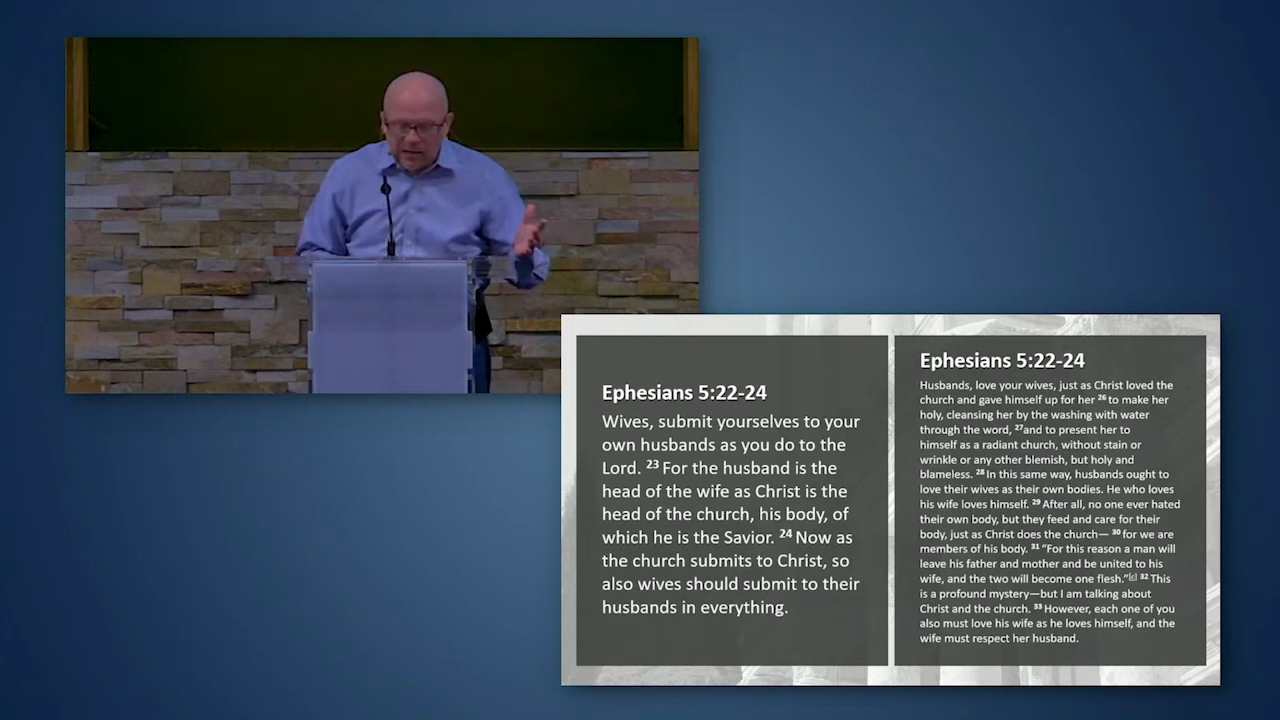 Ephesians 5:22-24
Wives, submit yourselves to your
own husbands as you do to the
Lord. 23 For the husband is the
head of the wife as Christ is the
head of the church, his body, of
which he is the Savior. 24 Now as
the church submits to Christ, so
also wives should submit to their
husbands in everything.
Ephesians 5:22-24
Husbands, love your wives, just as Christ loved the
church and gave himself up for her 26 to make her
holy, cleansing her by the washing with water
through the word, 27and to present her to
himself as a radiant church, without stain or
wrinkle or any other blemish, but holy and
blameless. 28 In this same way, husbands ought to
love their wives as their own bodies. He who loves
his wife loves himself. 29 After all, no one ever hated
their own body, but they feed and care for their
body, just as Christ does the church— 30 for we are
members of his body. 31 “For this reason a man will
leave his father and mother and be united to his
wife, and the two will become one flesh.”[c] 32 This
is a profound mystery—but I am talking about
Christ and the church. 33 However, each one of you
also must love his wife as he loves himself, and the
wife must respect her husband.